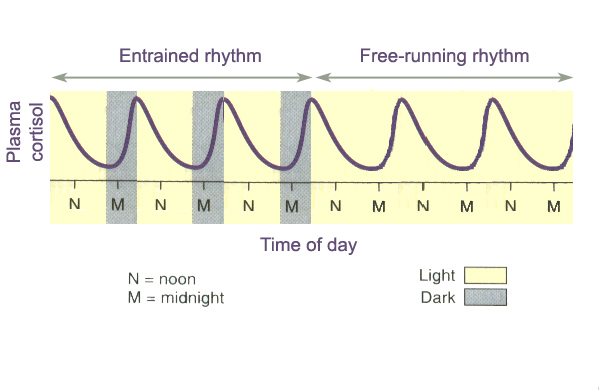 Entrained rhythm
Free-running rhythm
Plasma
cortisol
N M N M N M N M N M N M
Time of day
N = noon
M = midnight
Light
Dark